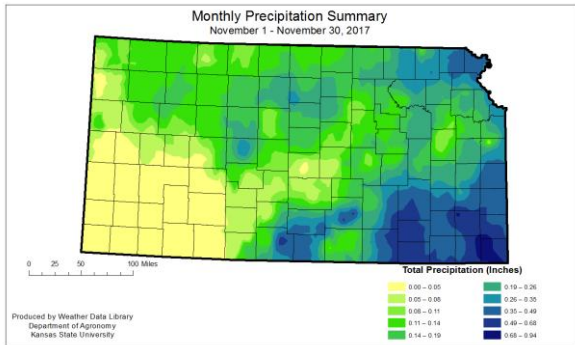 Monthly Precipitation Summary
November 1 - November 30, 2017
0 25 50 100 Miles
Total Precipitation (Inches)
0.00 - 0.05
0.05 - 0.08
0.08 - 0.11
0.11 - 0.14
0.14 - 0.19
0.19 - 0.26
0.26 - 0.35
0.35 - 0.49
0.49 - 0.68
0.68 - 0.94
Produced by Weather Data Library
Department of Agronomy
Kansas State University